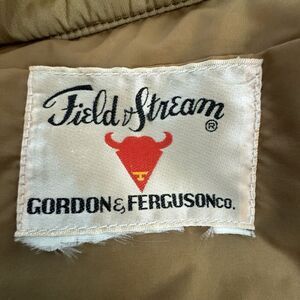 Field & Stream ®
GORDON & FERGUSON CO.